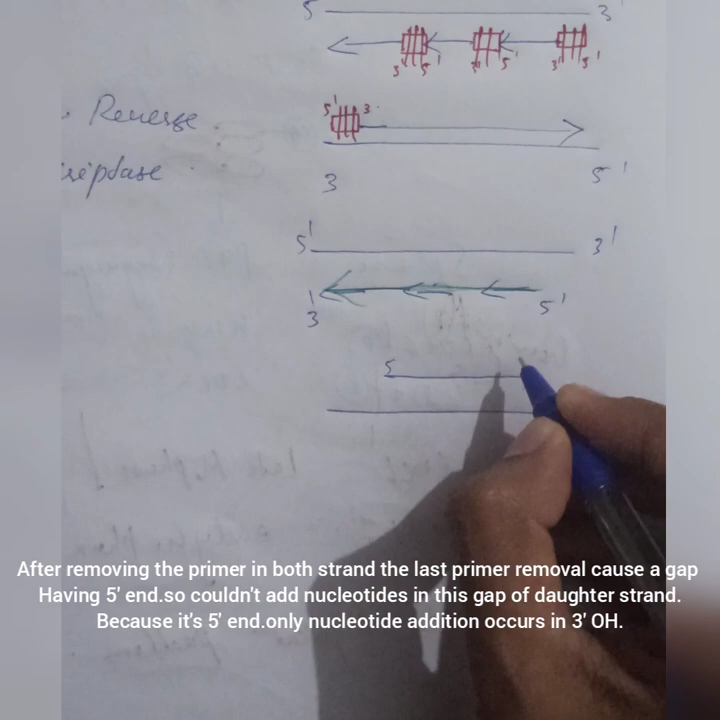 5 3'
3' 5' 3' 5' 3' 5'
Reverse
5' 3'
3 5'
5' 3'
3' 5'
5
After removing the primer in both strand the last primer removal cause a gap
Having 5' end.so couldn't add nucleotides in this gap of daughter strand.
Because it's 5' end.only nucleotide addition occurs in 3' OH.